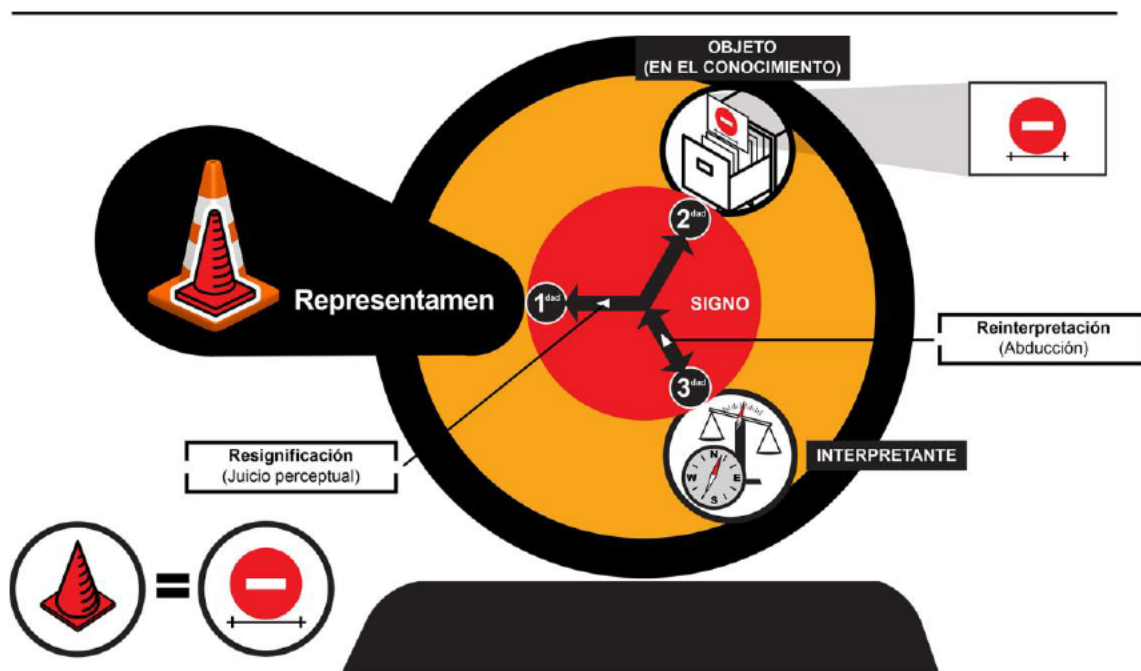 OBJETO
(EN EL CONOCIMIENTO)
2dad
Representamen
1dad
SIGNO
Reinterpretación
(Abducción)
3dad
Resignificación
(Juicio perceptual)
INTERPRETANTE
N
W
E
S
=